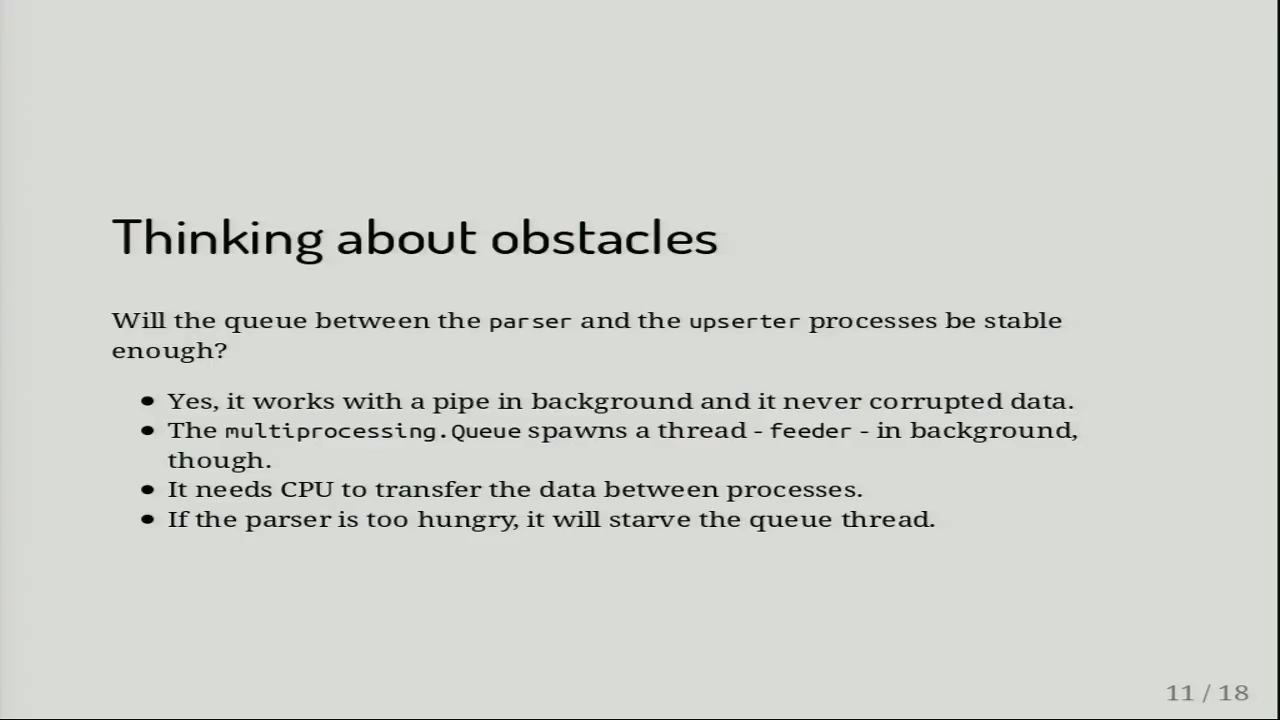 Thinking about obstacles
Will the queue between the parser and the upserter processes be stable
enough?
● Yes, it works with a pipe in background and it never corrupted data.
● The multiprocessing.Queue spawns a thread - feeder - in background,
though.
● It needs CPU to transfer the data between processes.
● If the parser is too hungry, it will starve the queue thread.
11 / 18